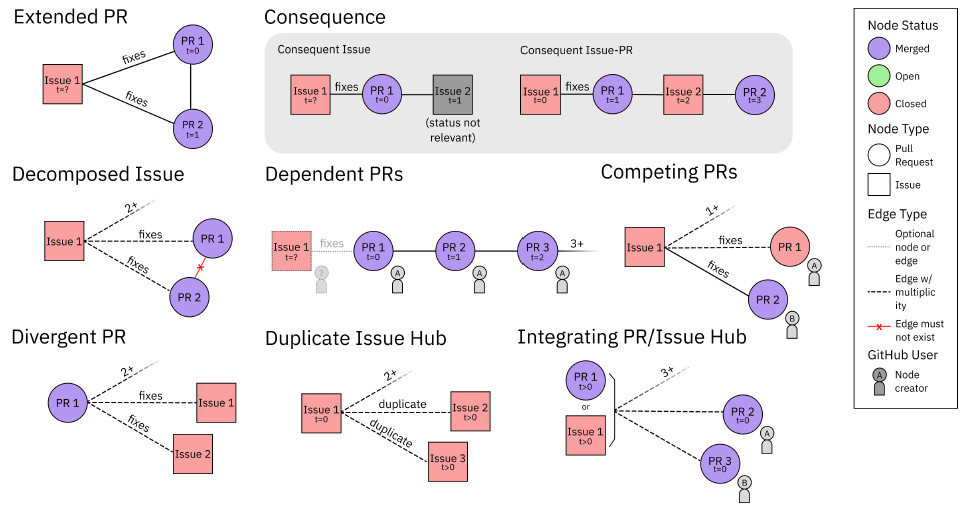 Extended PR
Issue 1
t=?
fixes
fixes
PR 1
t=0
PR 2
t=1
Consequence
Consequent Issue
Issue 1
t=?
fixes
PR 1
t=0
Issue 2
t=1
(status not
relevant)
Consequent Issue-PR
Issue 1
t=0
fixes
PR 1
t=1
Issue 2
t=2
PR 2
t=3
Decomposed Issue
Issue 1
2+
fixes
fixes
PR 1
PR 2
Dependent PRs
Issue 1
t=?
fixes
?
PR 1
t=0
A
PR 2
t=1
A
PR 3
t=2
A
3+
Competing PRs
Issue 1
1+
fixes
fixes
PR 1
A
PR 2
B
Divergent PR
PR 1
2+
fixes
fixes
Issue 1
Issue 2
Duplicate Issue Hub
Issue 1
t=0
2+
duplicate
duplicate
Issue 2
t>0
Issue 3
t>0
Integrating PR/Issue Hub
PR 1
t>0
or
Issue 1
t>0
3+
PR 2
t=0
A
PR 3
t=0
B
Node Status
Merged
Open
Closed
Node Type
Pull
Request
Issue
Edge Type
Optional
node or
edge
Edge w/
multiplic
ity
Edge must
not exist
GitHub User
A
Node
creator